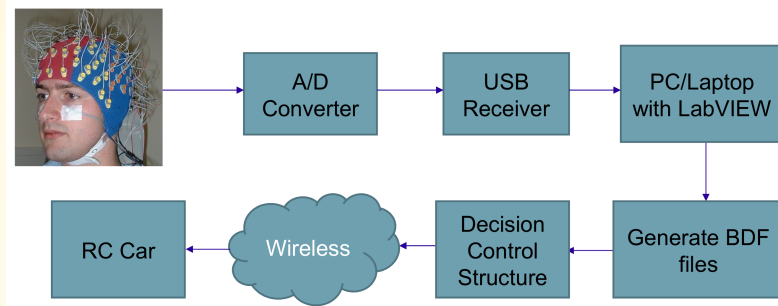 A/D
Converter
USB
Receiver
PC/Laptop
with LabVIEW
RC Car
Wireless
Decision
Control
Structure
Generate BDF
files